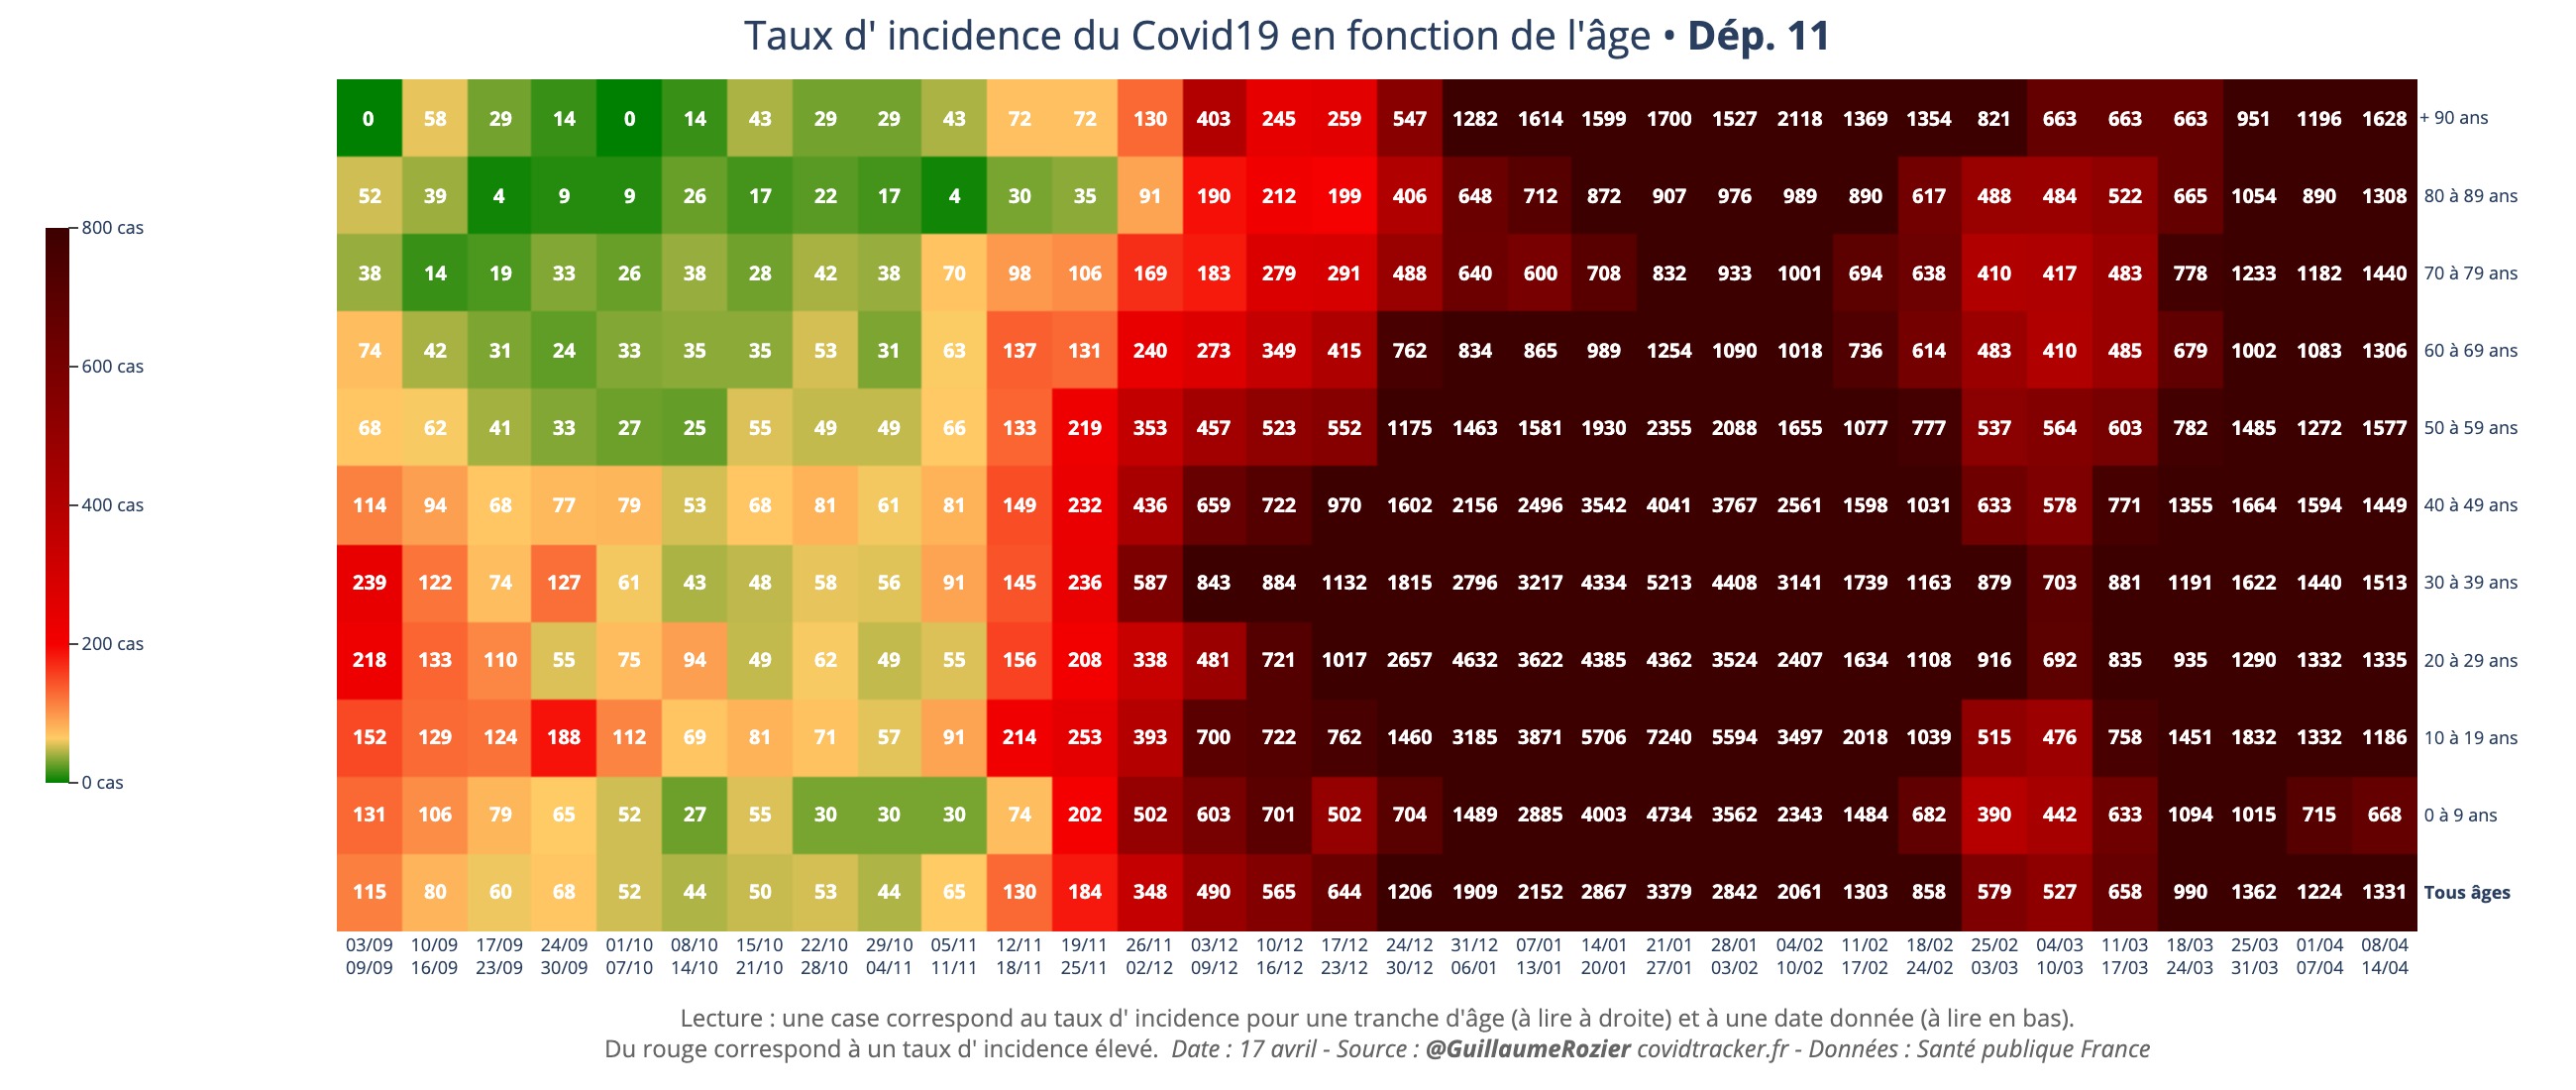 Taux d' incidence du Covid19 en fonction de l'âge • Dép. 11
800 cas
600 cas
400 cas
200 cas
0 cas
0 58 29 14 0 14 43 29 29 43 72 72 130 403 245 259 547 1282 1614 1599 1700 1527 2118 1369 1354 821 663 663 663 951 1196 1628 + 90 ans
52 39 4 9 9 26 17 22 17 4 30 35 91 190 212 199 406 648 712 872 907 976 989 890 617 488 484 522 665 1054 890 1308 80 à 89 ans
38 14 19 33 26 38 28 42 38 70 98 106 169 183 279 291 488 640 600 708 832 933 1001 694 638 410 417 483 778 1233 1182 1440 70 à 79 ans
74 42 31 24 33 35 35 53 31 63 137 131 240 273 349 415 762 834 865 989 1254 1090 1018 736 614 483 410 485 679 1002 1083 1306 60 à 69 ans
68 62 41 33 27 25 55 49 49 66 133 219 353 457 523 552 1175 1463 1581 1930 2355 2088 1655 1077 777 537 564 603 782 1485 1272 1577 50 à 59 ans
114 94 68 77 79 53 68 81 61 81 149 232 436 659 722 970 1602 2156 2496 3542 4041 3767 2561 1598 1031 633 578 771 1355 1664 1594 1449 40 à 49 ans
239 122 74 127 61 43 48 58 56 91 145 236 587 843 884 1132 1815 2796 3217 4334 5213 4408 3141 1739 1163 879 703 881 1191 1622 1440 1513 30 à 39 ans
218 133 110 55 75 94 49 62 49 55 156 208 338 481 721 1017 2657 4632 3622 4385 4362 3524 2407 1634 1108 916 692 835 935 1290 1332 1335 20 à 29 ans
152 129 124 188 112 69 81 71 57 91 214 253 393 700 722 762 1460 3185 3871 5706 7240 5594 3497 2018 1039 515 476 758 1451 1832 1332 1186 10 à 19 ans
131 106 79 65 52 27 55 30 30 30 74 202 502 603 701 502 704 1489 2885 4003 4734 3562 2343 1484 682 390 442 633 1094 1015 715 668 0 à 9 ans
115 80 60 68 52 44 50 53 44 65 130 184 348 490 565 644 1206 1909 2152 2867 3379 2842 2061 1303 858 579 527 658 990 1362 1224 1331 Tous âges
03/09 10/09 17/09 24/09 01/10 08/10 15/10 22/10 29/10 05/11 12/11 19/11 26/11 03/12 10/12 17/12 24/12 31/12 07/01 14/01 21/01 28/01 04/02 11/02 18/02 25/02 04/03 11/03 18/03 25/03 01/04 08/04
09/09 16/09 23/09 30/09 07/10 14/10 21/10 28/10 04/11 11/11 18/11 25/11 02/12 09/12 16/12 23/12 30/12 06/01 13/01 20/01 27/01 03/02 10/02 17/02 24/02 03/03 10/03 17/03 24/03 31/03 07/04 14/04
Lecture : une case correspond au taux d' incidence pour une tranche d'âge (à lire à droite) et à une date donnée (à lire en bas).
Du rouge correspond à un taux d' incidence élevé. Date : 17 avril - Source : @GuillaumeRozier covidtracker.fr - Données : Santé publique France